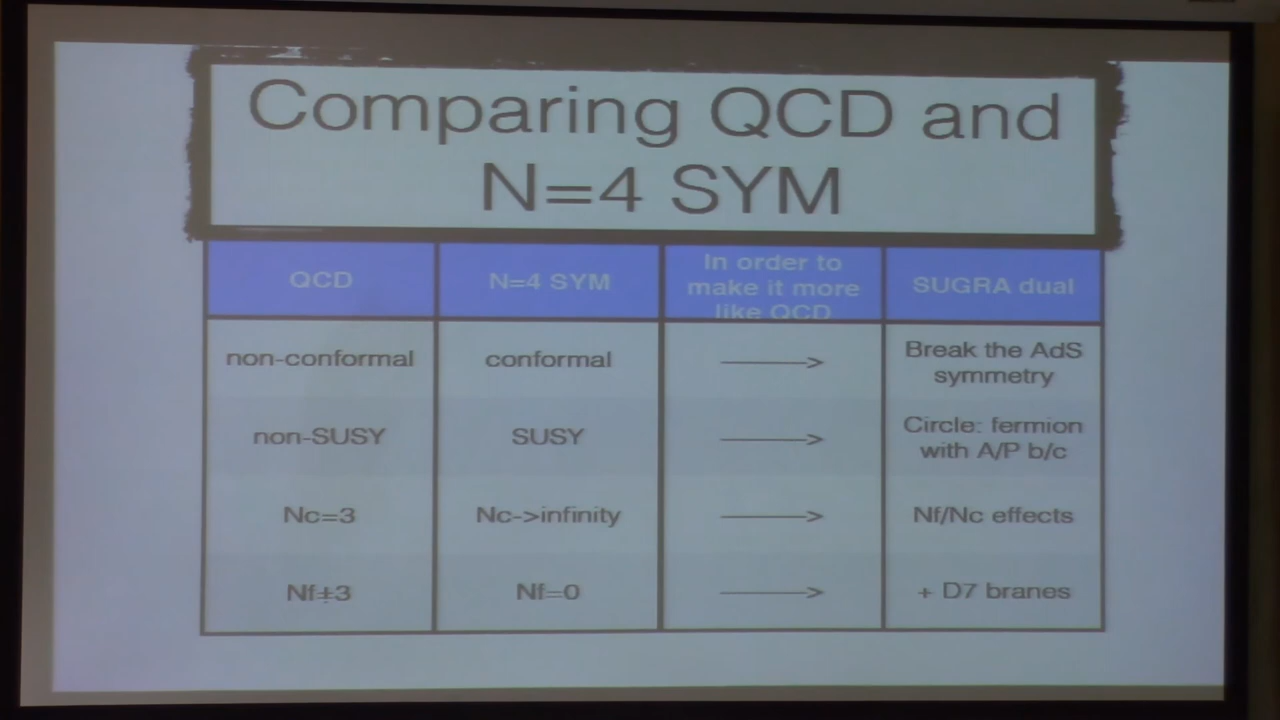 Comparing QCD and
N=4 SYM
QCD
N=4 SYM
In order to
make it more
like QCD
SUGRA dual
non-conformal
conformal
Break the AdS
symmetry
non-SUSY
SUSY
Circle: fermion
with A/P b/c
Nc=3
Nc->infinity
Nf/Nc effects
Nf=0
+ D7 branes